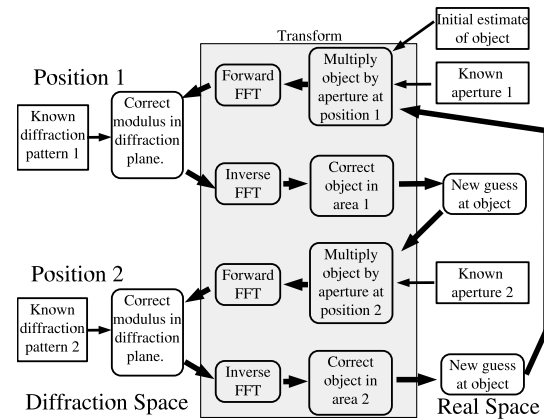 Transform
Initial estimate
of object
Position 1
Forward
FFT
Multiply
object by
aperture at
position 1
Known
aperture 1
Known
diffraction
pattern 1
Correct
modulus in
diffraction
plane.
Inverse
FFT
Correct
object in
area 1
New guess
at object
Position 2
Forward
FFT
Multiply
object by
aperture at
position 2
Known
aperture 2
Known
diffraction
pattern 2
Correct
modulus in
diffraction
plane.
Inverse
FFT
Correct
object in
area 2
New guess
at object
Diffraction Space
Real Space